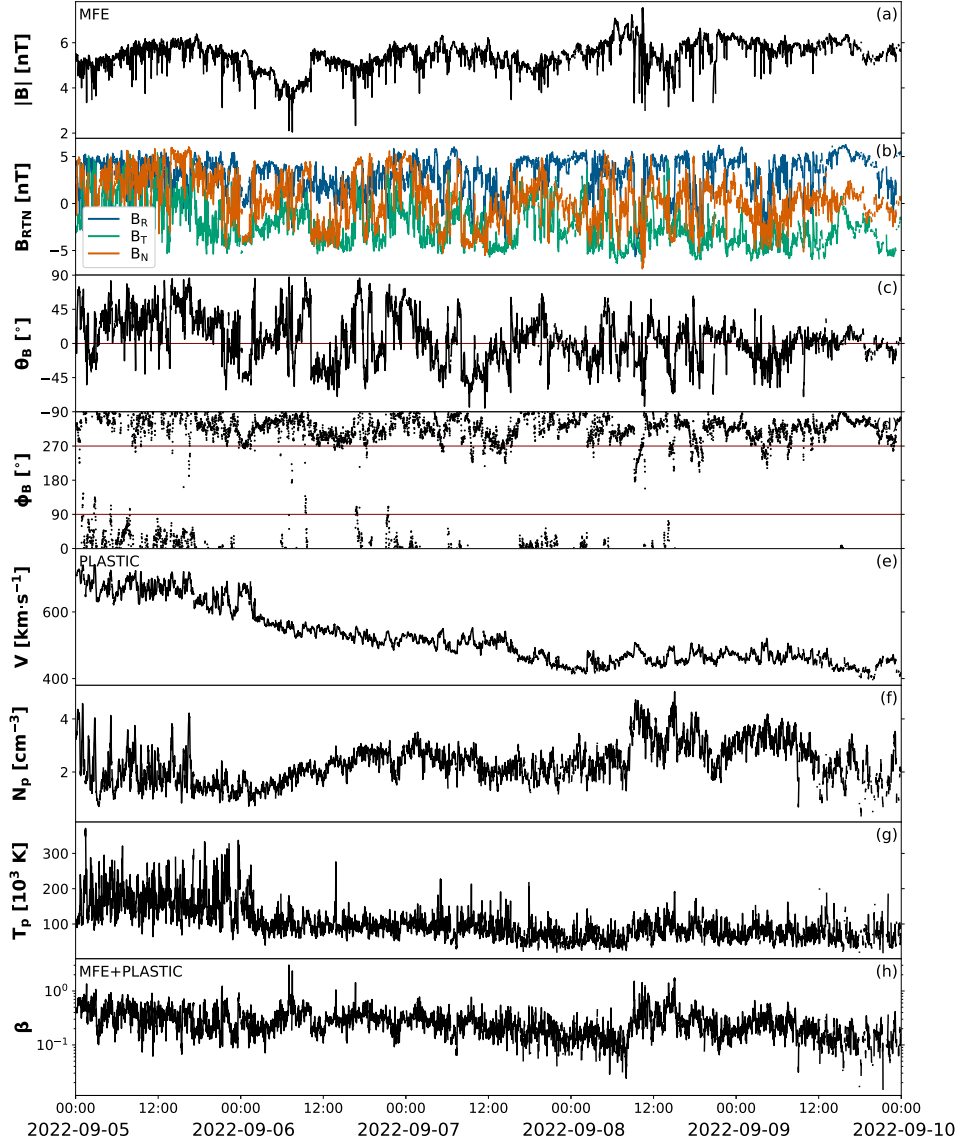 MFE
(a)
|B| [nT]
6
4
2
(b)
B_RTN [nT]
5
0
−5
B_R
B_T
B_N
(c)
θ_B [°]
90
45
0
−45
−90
(d)
ϕ_B [°]
270
180
90
0
PLASTIC
(e)
V [km·s⁻¹]
600
400
(f)
N_p [cm⁻³]
4
2
(g)
T_p [10³ K]
300
200
100
MFE+PLASTIC
(h)
β
10⁰
10⁻¹
00:00 12:00 00:00 12:00 00:00 12:00 00:00 12:00 00:00 12:00 00:00
2022-09-05 2022-09-06 2022-09-07 2022-09-08 2022-09-09 2022-09-10